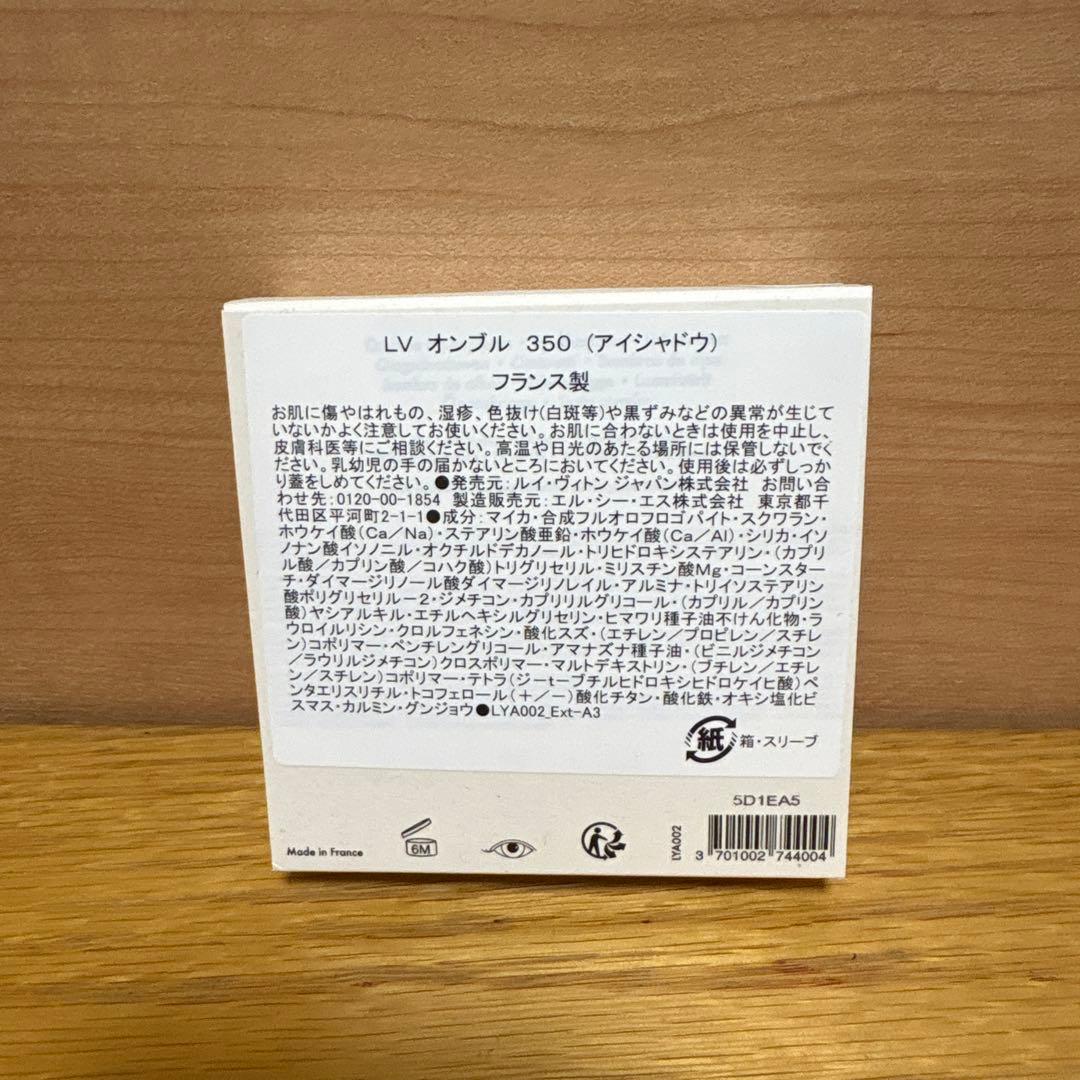 LV オンブル 350 (アイシャドウ)
フランス製
お肌に傷やはれもの、湿疹、色抜け(白斑等)や黒ずみなどの異常が生じて
いないかよく注意してお使いください。お肌に合わないときは使用を中止し、
皮膚科医等にご相談ください。高温や日光のあたる場所には保管しないでく
ださい。乳幼児の手の届かないところにおいてください。使用後は必ずしっか
り蓋をしめてください。●発売元:ルイ・ヴィトン ジャパン株式会社 お問い合
わせ先:0120-00-1854 製造販売元:エル・シー・エス株式会社 東京都千
代田区平河町2-1-1●成分:マイカ・合成フルオロフロゴパイト・スクワラン・
ホウケイ酸(Ca/Na)・ステアリン酸亜鉛・ホウケイ酸(Ca/Al)・シリカ・イソ
ノナン酸イソノニル・オクチルドデカノール・トリヒドロキシステアリン・(カプリ
ル酸/カプリン酸/コハク酸)トリグリセリル・ミリスチン酸Mg・コーンスター
チ・ダイマージリノール酸ダイマージリノレイル・アルミナ・トリイソステアリン
酸ポリグリセリル-2・ジメチコン・カプリリルグリコール・(カプリル/カプリン
酸)ヤシアルキル・エチルヘキシルグリセリン・ヒマワリ種子油不けん化物・ラ
ウロイルリシン・クロルフェネシン・酸化スズ・(エチレン/プロピレン/スチレ
ン)コポリマー・ペンチレングリコール・アマナズナ種子油・(ビニルジメチコン
/ラウリルジメチコン)クロスポリマー・マルトデキストリン・(ブチレン/エチレ
ン/スチレン)コポリマー・テトラ(ジーtーブチルヒドロキシヒドロケイヒ酸)ペ
ンタエリスリチル・トコフェロール(+/-)酸化チタン・酸化鉄・オキシ塩化ビ
スマス・カルミン・グンジョウ●LYA002_Ext-A3
紙 箱・スリーブ
5D1EA5
Made in France
6M
LYA002
3 701002 744004